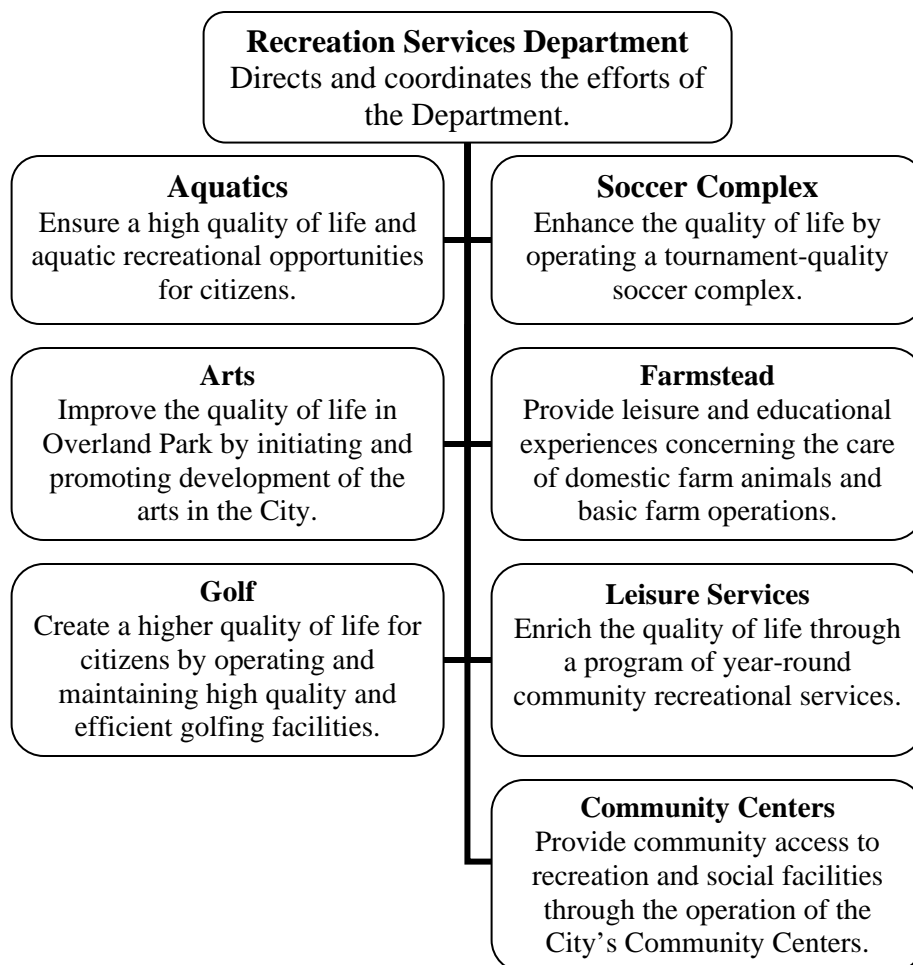 Recreation Services Department
Directs and coordinates the efforts of
the Department.
Aquatics
Ensure a high quality of life and
aquatic recreational opportunities
for citizens.
Soccer Complex
Enhance the quality of life by
operating a tournament-quality
soccer complex.
Arts
Improve the quality of life in
Overland Park by initiating and
promoting development of the
arts in the City.
Farmstead
Provide leisure and educational
experiences concerning the care
of domestic farm animals and
basic farm operations.
Golf
Create a higher quality of life for
citizens by operating and
maintaining high quality and
efficient golfing facilities.
Leisure Services
Enrich the quality of life through
a program of year-round
community recreational services.
Community Centers
Provide community access to
recreation and social facilities
through the operation of the
City’s Community Centers.